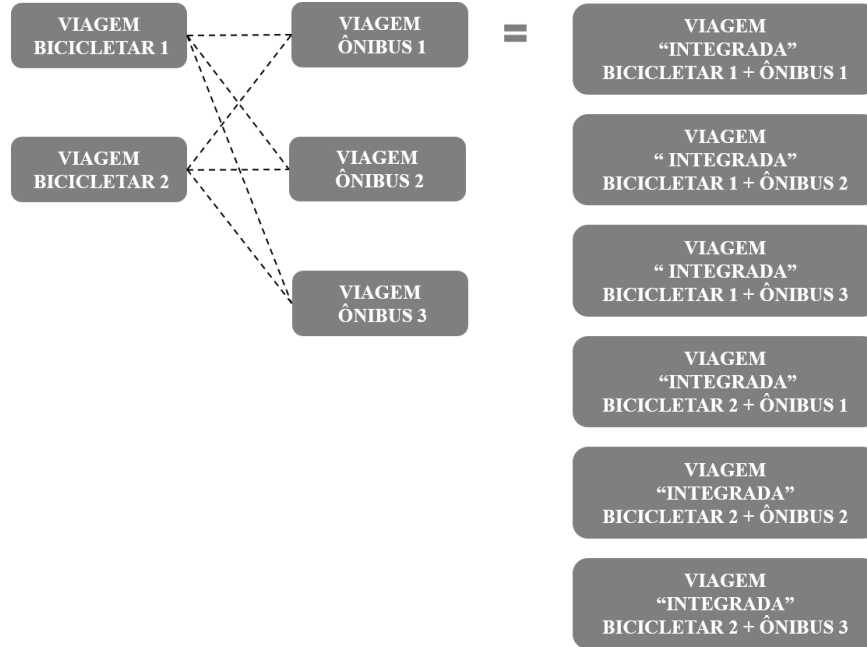 VIAGEM
BICICLETAR 1
VIAGEM
BICICLETAR 2
VIAGEM
ÔNIBUS 1
VIAGEM
ÔNIBUS 2
VIAGEM
ÔNIBUS 3
=
VIAGEM
“INTEGRADA”
BICICLETAR 1 + ÔNIBUS 1
VIAGEM
“ INTEGRADA”
BICICLETAR 1 + ÔNIBUS 2
VIAGEM
“ INTEGRADA”
BICICLETAR 1 + ÔNIBUS 3
VIAGEM
“INTEGRADA”
BICICLETAR 2 + ÔNIBUS 1
VIAGEM
“INTEGRADA”
BICICLETAR 2 + ÔNIBUS 2
VIAGEM
“INTEGRADA”
BICICLETAR 2 + ÔNIBUS 3